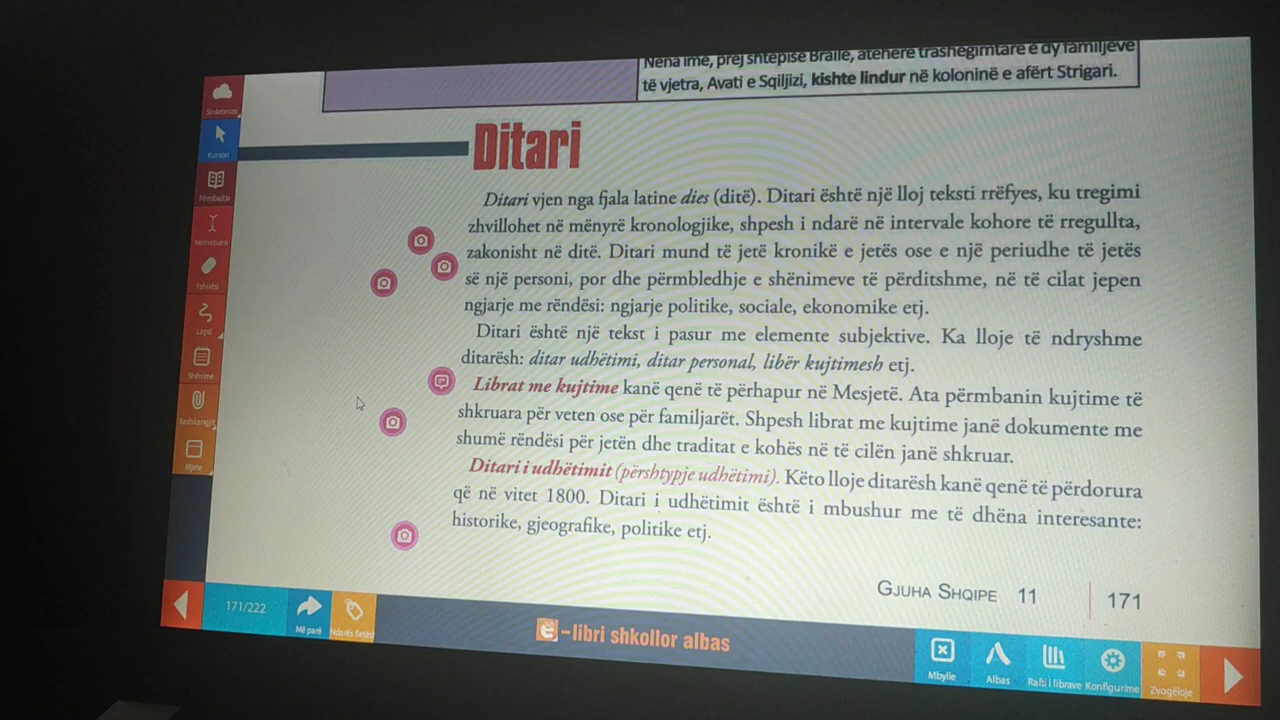 Nëna ime, prej shtëpisë Braile, atëherë trashëgimtare e dy familjeve
të vjetra, Avati e Sqiljizi, kishte lindur në koloninë e afërt Strigari.
Ditari
Ditari vjen nga fjala latine dies (ditë). Ditari është një lloj teksti rrëfyes, ku tregimi
zhvillohet në mënyrë kronologjike, shpesh i ndarë në intervale kohore të rregullta,
zakonisht në ditë. Ditari mund të jetë kronikë e jetës ose e një periudhe të jetës
së një personi, por dhe përmbledhje e shënimeve të përditshme, në të cilat jepen
ngjarje me rëndësi: ngjarje politike, sociale, ekonomike etj.
Ditari është një tekst i pasur me elemente subjektive. Ka lloje të ndryshme
ditarësh: ditar udhëtimi, ditar personal, libër kujtimesh etj.
Librat me kujtime kanë qenë të përhapur në Mesjetë. Ata përmbanin kujtime të
shkruara për veten ose për familjarët. Shpesh librat me kujtime janë dokumente me
shumë rëndësi për jetën dhe traditat e kohës në të cilën janë shkruar.
Ditari i udhëtimit (përshtypje udhëtimi). Këto lloje ditarësh kanë qenë të përdorura
që në vitet 1800. Ditari i udhëtimit është i mbushur me të dhëna interesante:
historike, gjeografike, politike etj.
Gjuha Shqipe 11 171
Sinkronizo
Kursori
Përmbajtja
Nënvizuesi
Fshirësi
Lapsi
Shënime
Bashkangjit
Mjete
171/222
Më parë
Ndarës fletësh
e-libri shkollor albas
Mbylle
Albas
Rafti i librave
Konfigurime
Zvogëloje